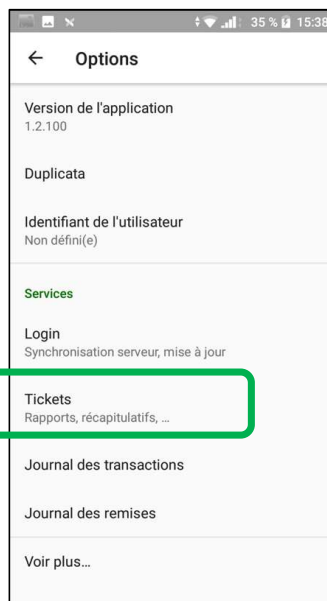 35 % 15:38
Options
Version de l'application
1.2.100
Duplicata
Identifiant de l'utilisateur
Non défini(e)
Services
Login
Synchronisation serveur, mise à jour
Tickets
Rapports, récapitulatifs, ...
Journal des transactions
Journal des remises
Voir plus...